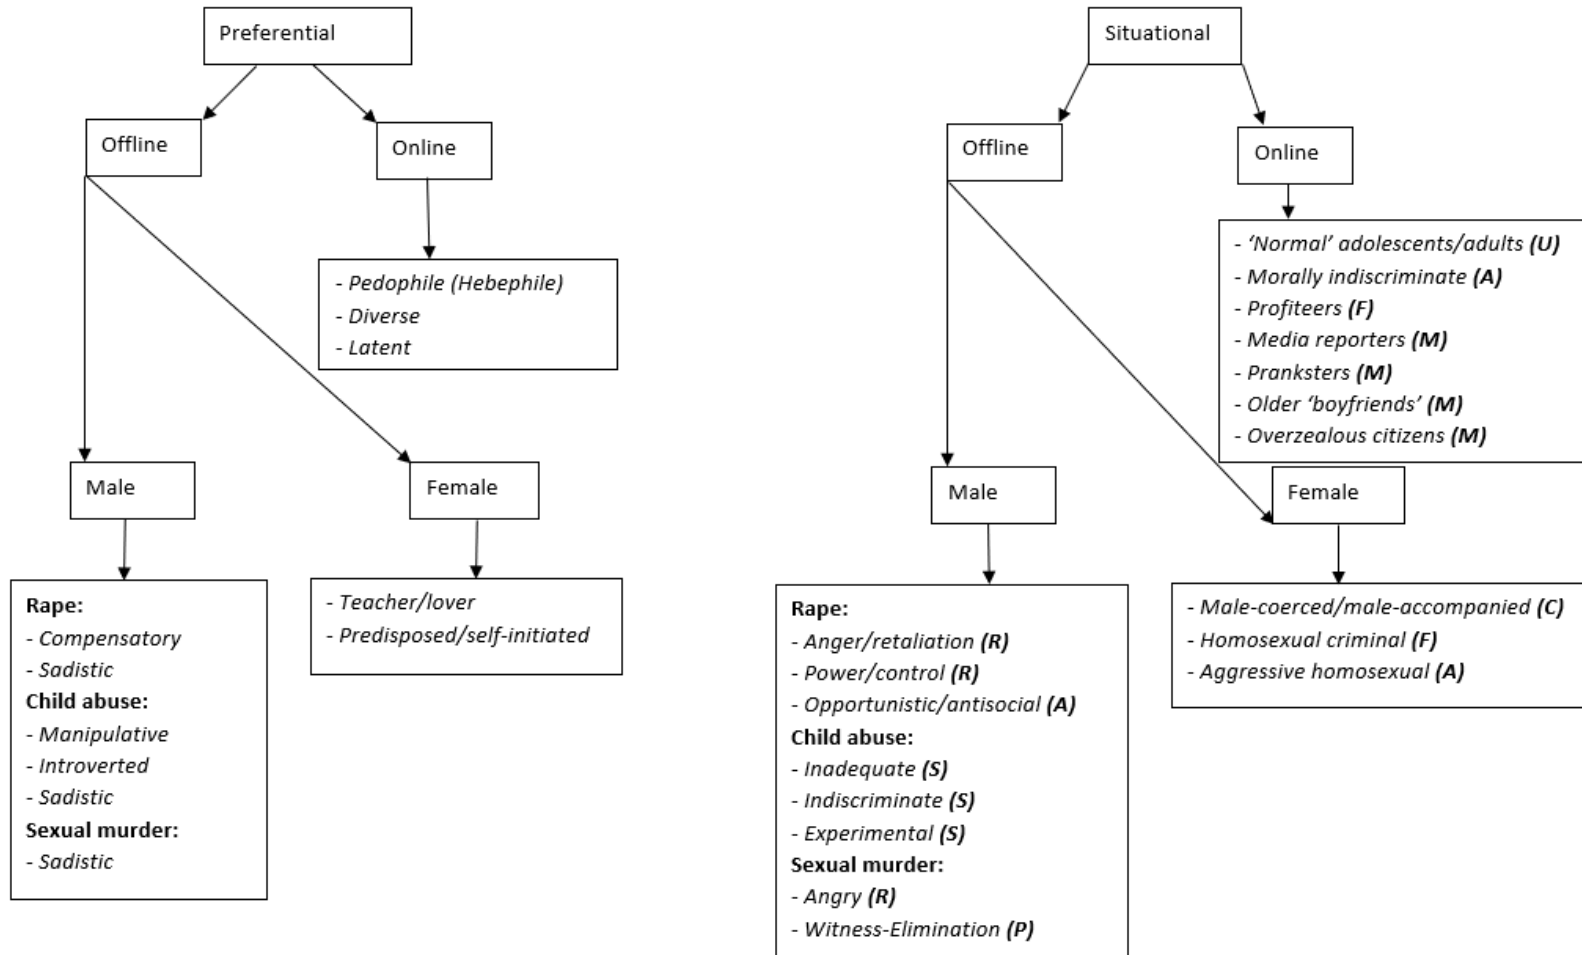 Preferential
Offline
Online
- Pedophile (Hebephile)
- Diverse
- Latent
Male
Female
Rape:
- Compensatory
- Sadistic
Child abuse:
- Manipulative
- Introverted
- Sadistic
Sexual murder:
- Sadistic
- Teacher/lover
- Predisposed/self-initiated
Situational
Offline
Online
- ‘Normal’ adolescents/adults (U)
- Morally indiscriminate (A)
- Profiteers (F)
- Media reporters (M)
- Pranksters (M)
- Older ‘boyfriends’ (M)
- Overzealous citizens (M)
Male
Female
Rape:
- Anger/retaliation (R)
- Power/control (R)
- Opportunistic/antisocial (A)
Child abuse:
- Inadequate (S)
- Indiscriminate (S)
- Experimental (S)
Sexual murder:
- Angry (R)
- Witness-Elimination (P)
- Male-coerced/male-accompanied (C)
- Homosexual criminal (F)
- Aggressive homosexual (A)